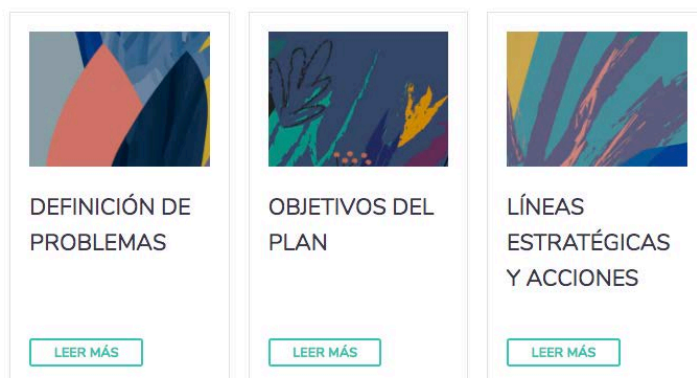 DEFINICIÓN DE
PROBLEMAS
LEER MÁS
OBJETIVOS DEL
PLAN
LEER MÁS
LÍNEAS
ESTRATÉGICAS
Y ACCIONES
LEER MÁS